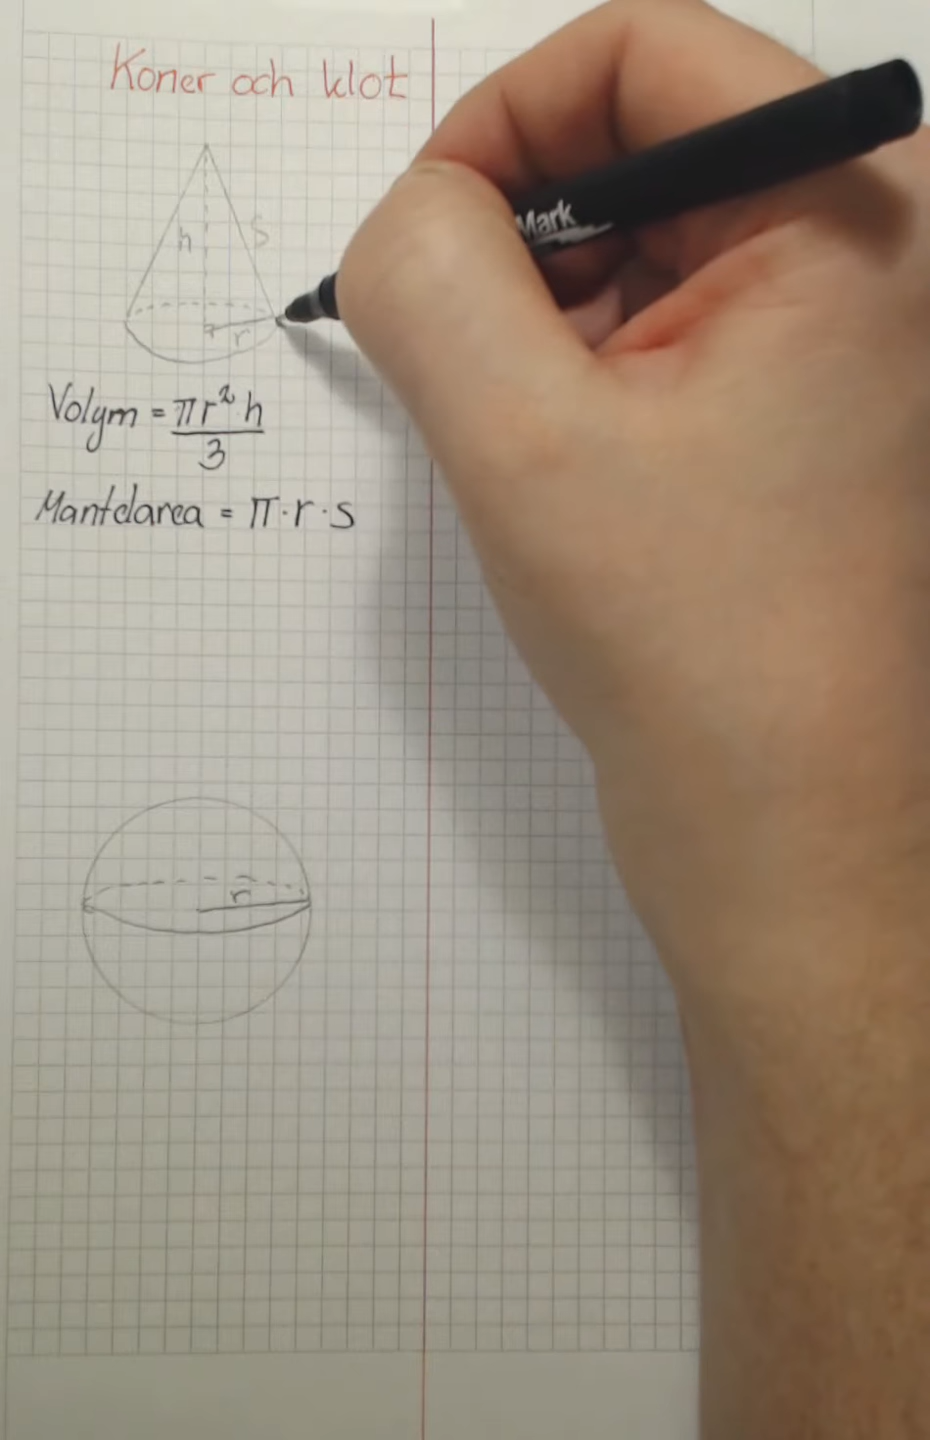 Koner och klot
h
S
r
Mark
Volym = πr²h
3
Mantelarea = π·r·s
r